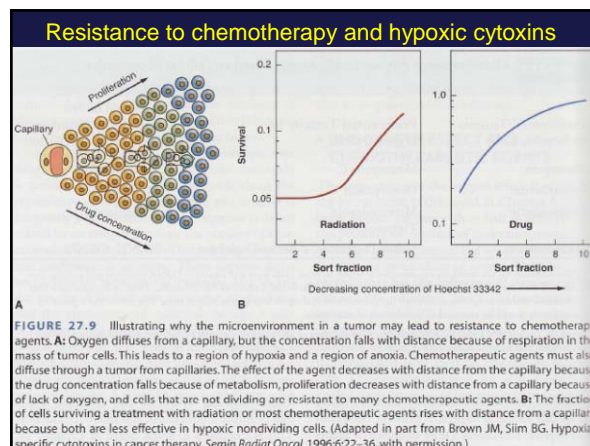 Resistance to chemotherapy and hypoxic cytoxins
Proliferation
Capillary
Drug concentration
A
Survival
0.2
0.1
0.05
Radiation
2 4 6 8 10
Sort fraction
1.0
0.1
Drug
2 4 6 8 10
Sort fraction
Decreasing concentration of Hoechst 33342
B
FIGURE 27.9 Illustrating why the microenvironment in a tumor may lead to resistance to chemotherap
agents. A: Oxygen diffuses from a capillary, but the concentration falls with distance because of respiration in th
mass of tumor cells. This leads to a region of hypoxia and a region of anoxia. Chemotherapeutic agents must als
diffuse through a tumor from capillaries. The effect of the agent decreases with distance from the capillary becaus
the drug concentration falls because of metabolism, proliferation decreases with distance from a capillary becaus
of lack of oxygen, and cells that are not dividing are resistant to many chemotherapeutic agents. B: The fractio
of cells surviving a treatment with radiation or most chemotherapeutic agents rises with distance from a capillar
because both are less effective in hypoxic nondividing cells. (Adapted in part from Brown JM, Siim BG. Hypoxia
specific cytotoxins in cancer therapy. Semin Radiat Oncol. 1996;6:22–36, with permission.)